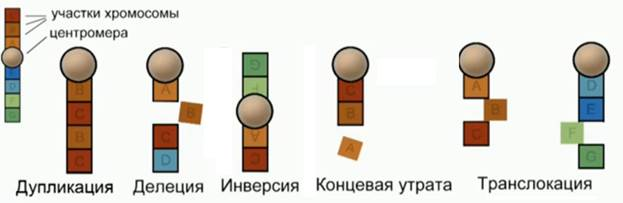 участки хромосомы
центромера
B
C
B
C
A
B
C
D
G
F
A
C
C
B
A
A
B
C
D
E
F
G
Дупликация
Делеция
Инверсия
Концевая утрата
Транслокация